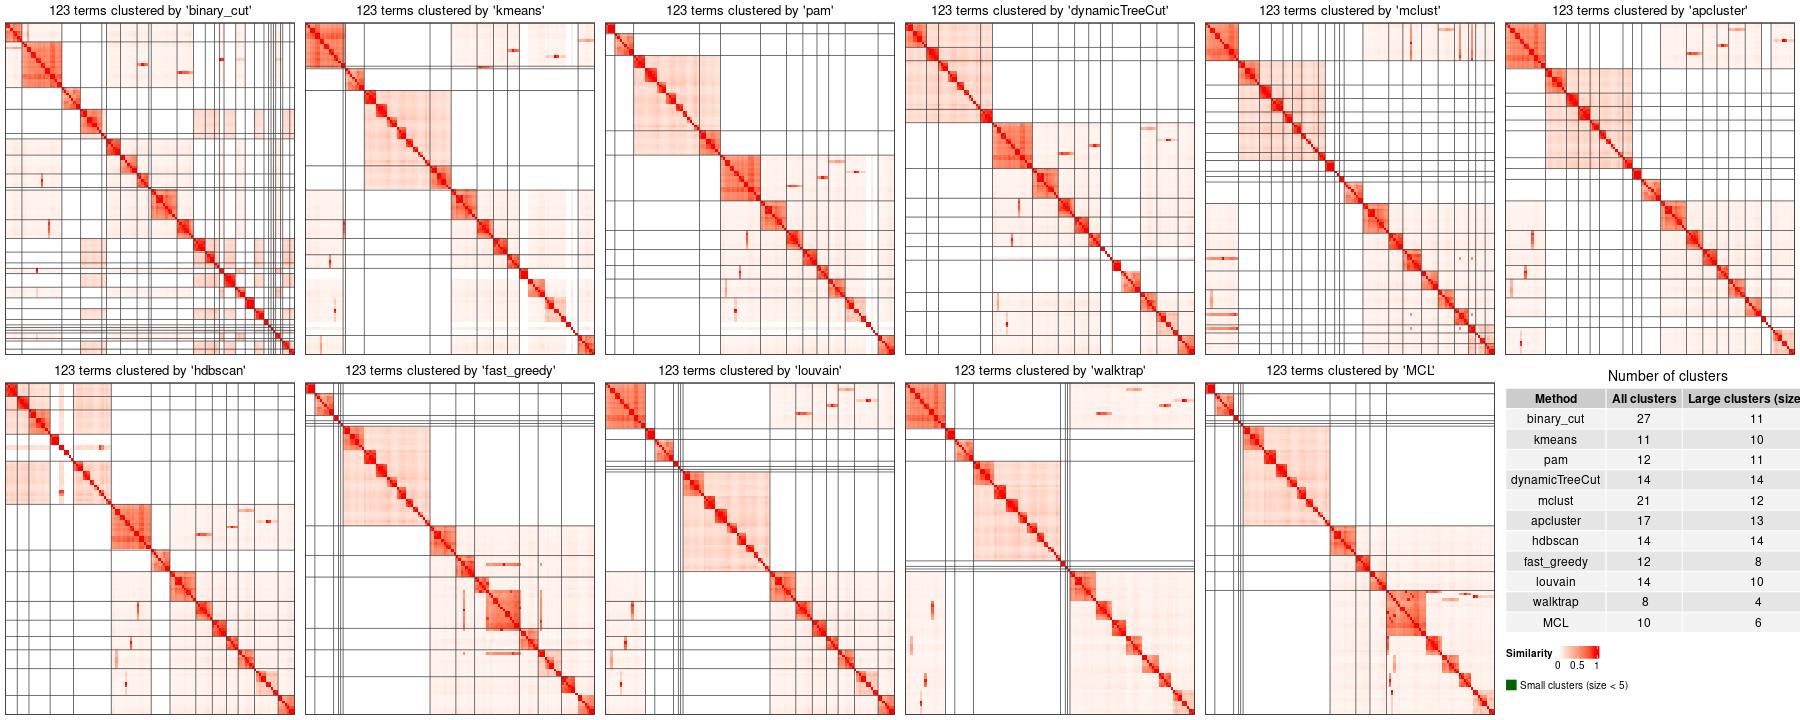 123 terms clustered by 'binary_cut'
123 terms clustered by 'kmeans'
123 terms clustered by 'pam'
123 terms clustered by 'dynamicTreeCut'
123 terms clustered by 'mclust'
123 terms clustered by 'apcluster'
123 terms clustered by 'hdbscan'
123 terms clustered by 'fast_greedy'
123 terms clustered by 'louvain'
123 terms clustered by 'walktrap'
123 terms clustered by 'MCL'
Number of clusters
Method All clusters Large clusters (size
binary_cut 27 11
kmeans 11 10
pam 12 11
dynamicTreeCut 14 14
mclust 21 12
apcluster 17 13
hdbscan 14 14
fast_greedy 12 8
louvain 14 10
walktrap 8 4
MCL 10 6
Similarity
0 0.5 1
Small clusters (size < 5)